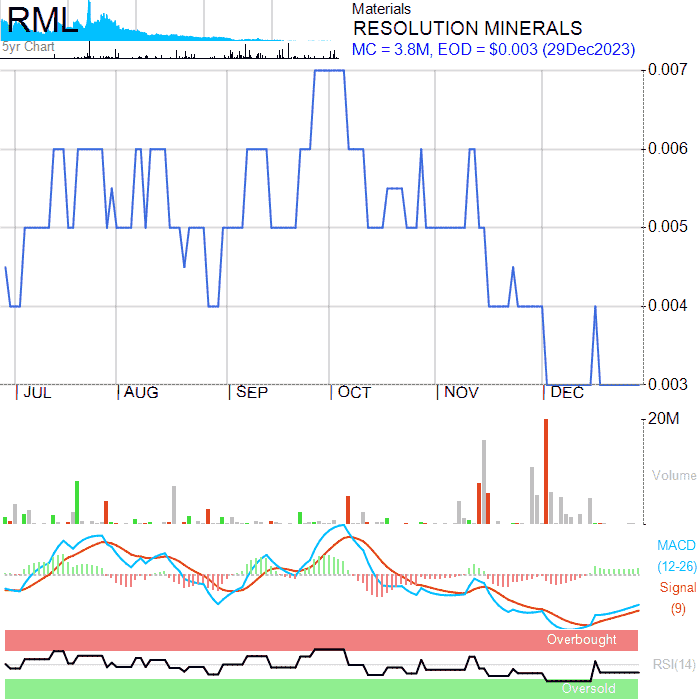 RML
5yr Chart
Materials
RESOLUTION MINERALS
MC = 3.8M, EOD = $0.003 (29Dec2023)
0.007
0.006
0.005
0.004
0.003
JUL
AUG
SEP
OCT
NOV
DEC
20M
Volume
MACD
(12-26)
Signal
(9)
Overbought
RSI(14)
Oversold